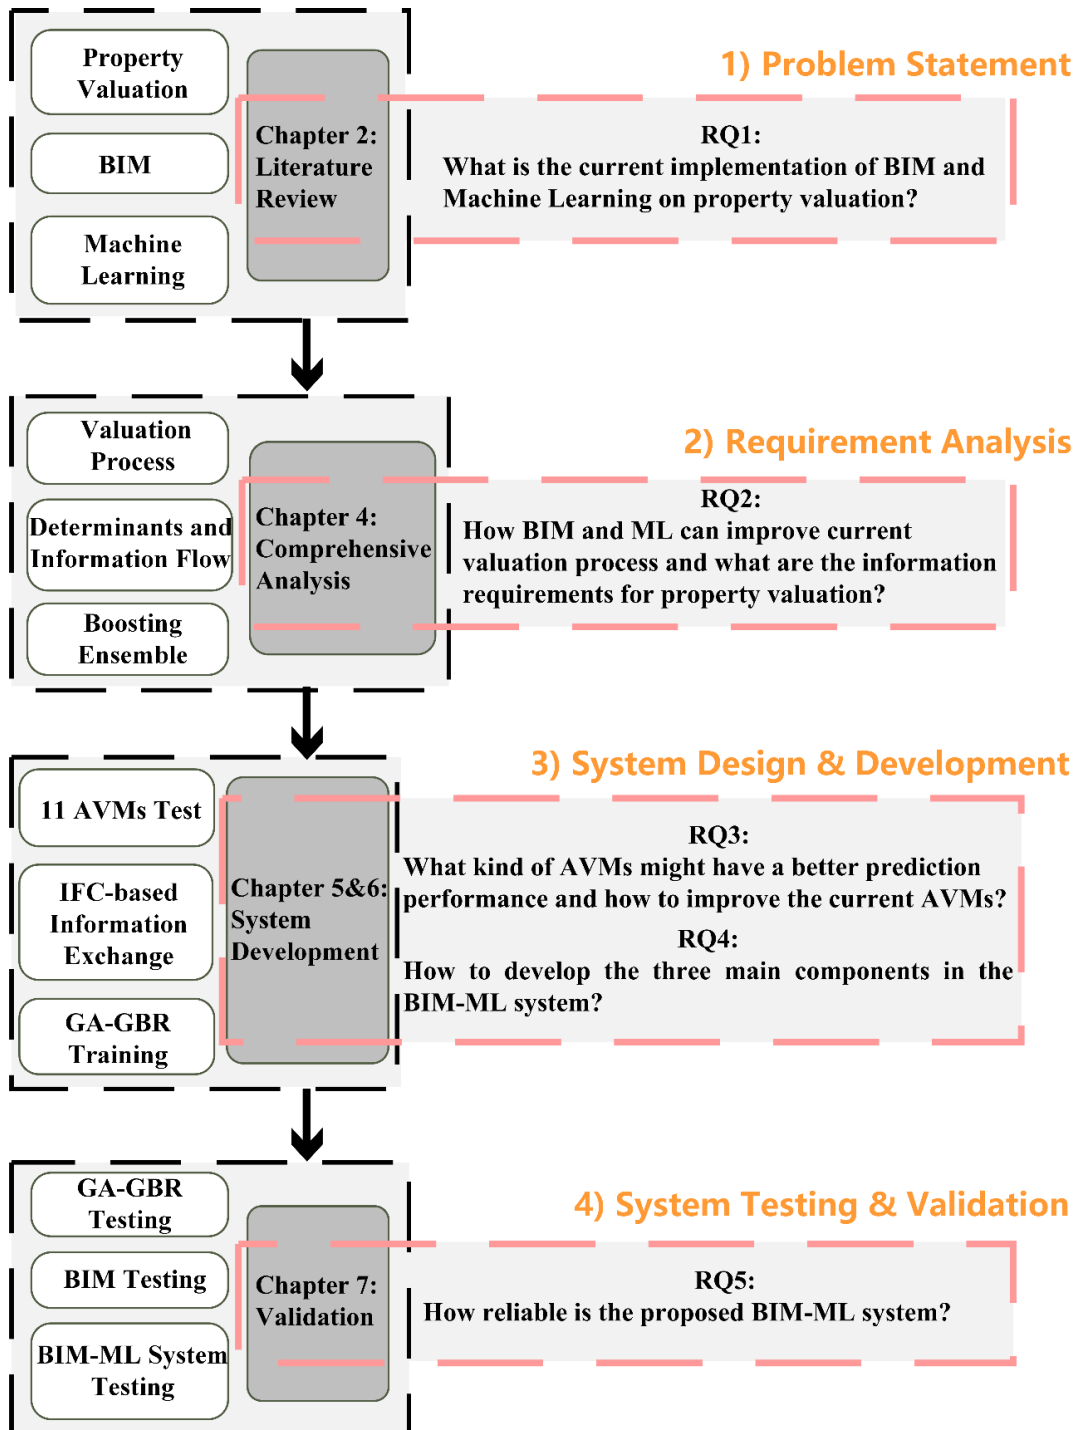 1) Problem Statement
Property
Valuation
BIM
Machine
Learning
Chapter 2:
Literature
Review
RQ1:
What is the current implementation of BIM and
Machine Learning on property valuation?
2) Requirement Analysis
Valuation
Process
Determinants and
Information Flow
Boosting
Ensemble
Chapter 4:
Comprehensive
Analysis
RQ2:
How BIM and ML can improve current
valuation process and what are the information
requirements for property valuation?
3) System Design & Development
11 AVMs Test
IFC-based
Information
Exchange
GA-GBR
Training
Chapter 5&6:
System
Development
RQ3:
What kind of AVMs might have a better prediction
performance and how to improve the current AVMs?
RQ4:
How to develop the three main components in the
BIM-ML system?
4) System Testing & Validation
GA-GBR
Testing
BIM Testing
BIM-ML System
Testing
Chapter 7:
Validation
RQ5:
How reliable is the proposed BIM-ML system?